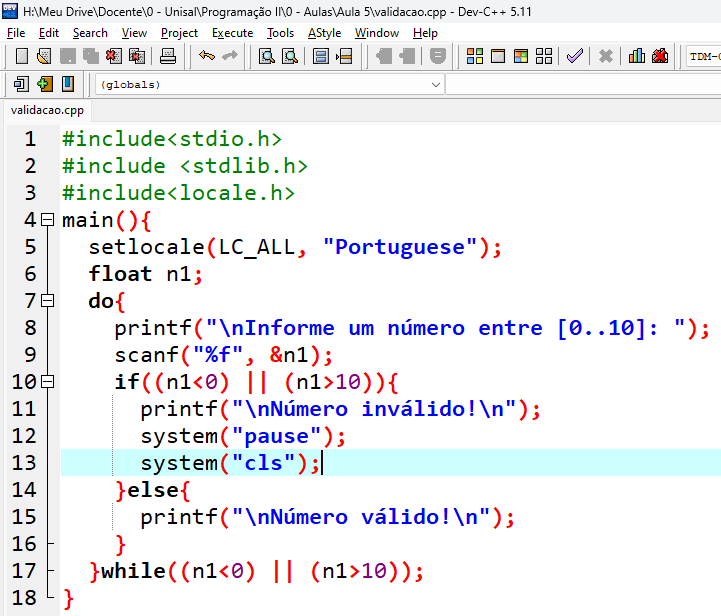 H:\Meu Drive\Docente\0 - Unisal\Programação II\0 - Aulas\Aula 5\validacao.cpp - Dev-C++ 5.11
File Edit Search View Project Execute Tools AStyle Window Help
TDM-G
(globals)
validacao.cpp
1 #include<stdio.h>
2 #include <stdlib.h>
3 #include<locale.h>
4 main(){
5 setlocale(LC_ALL, "Portuguese");
6 float n1;
7 do{
8 printf("\nInforme um número entre [0..10]: ");
9 scanf("%f", &n1);
10 if((n1<0) || (n1>10)){
11 printf("\nNúmero inválido!\n");
12 system("pause");
13 system("cls");
14 }else{
15 printf("\nNúmero válido!\n");
16 }
17 }while((n1<0) || (n1>10));
18 }